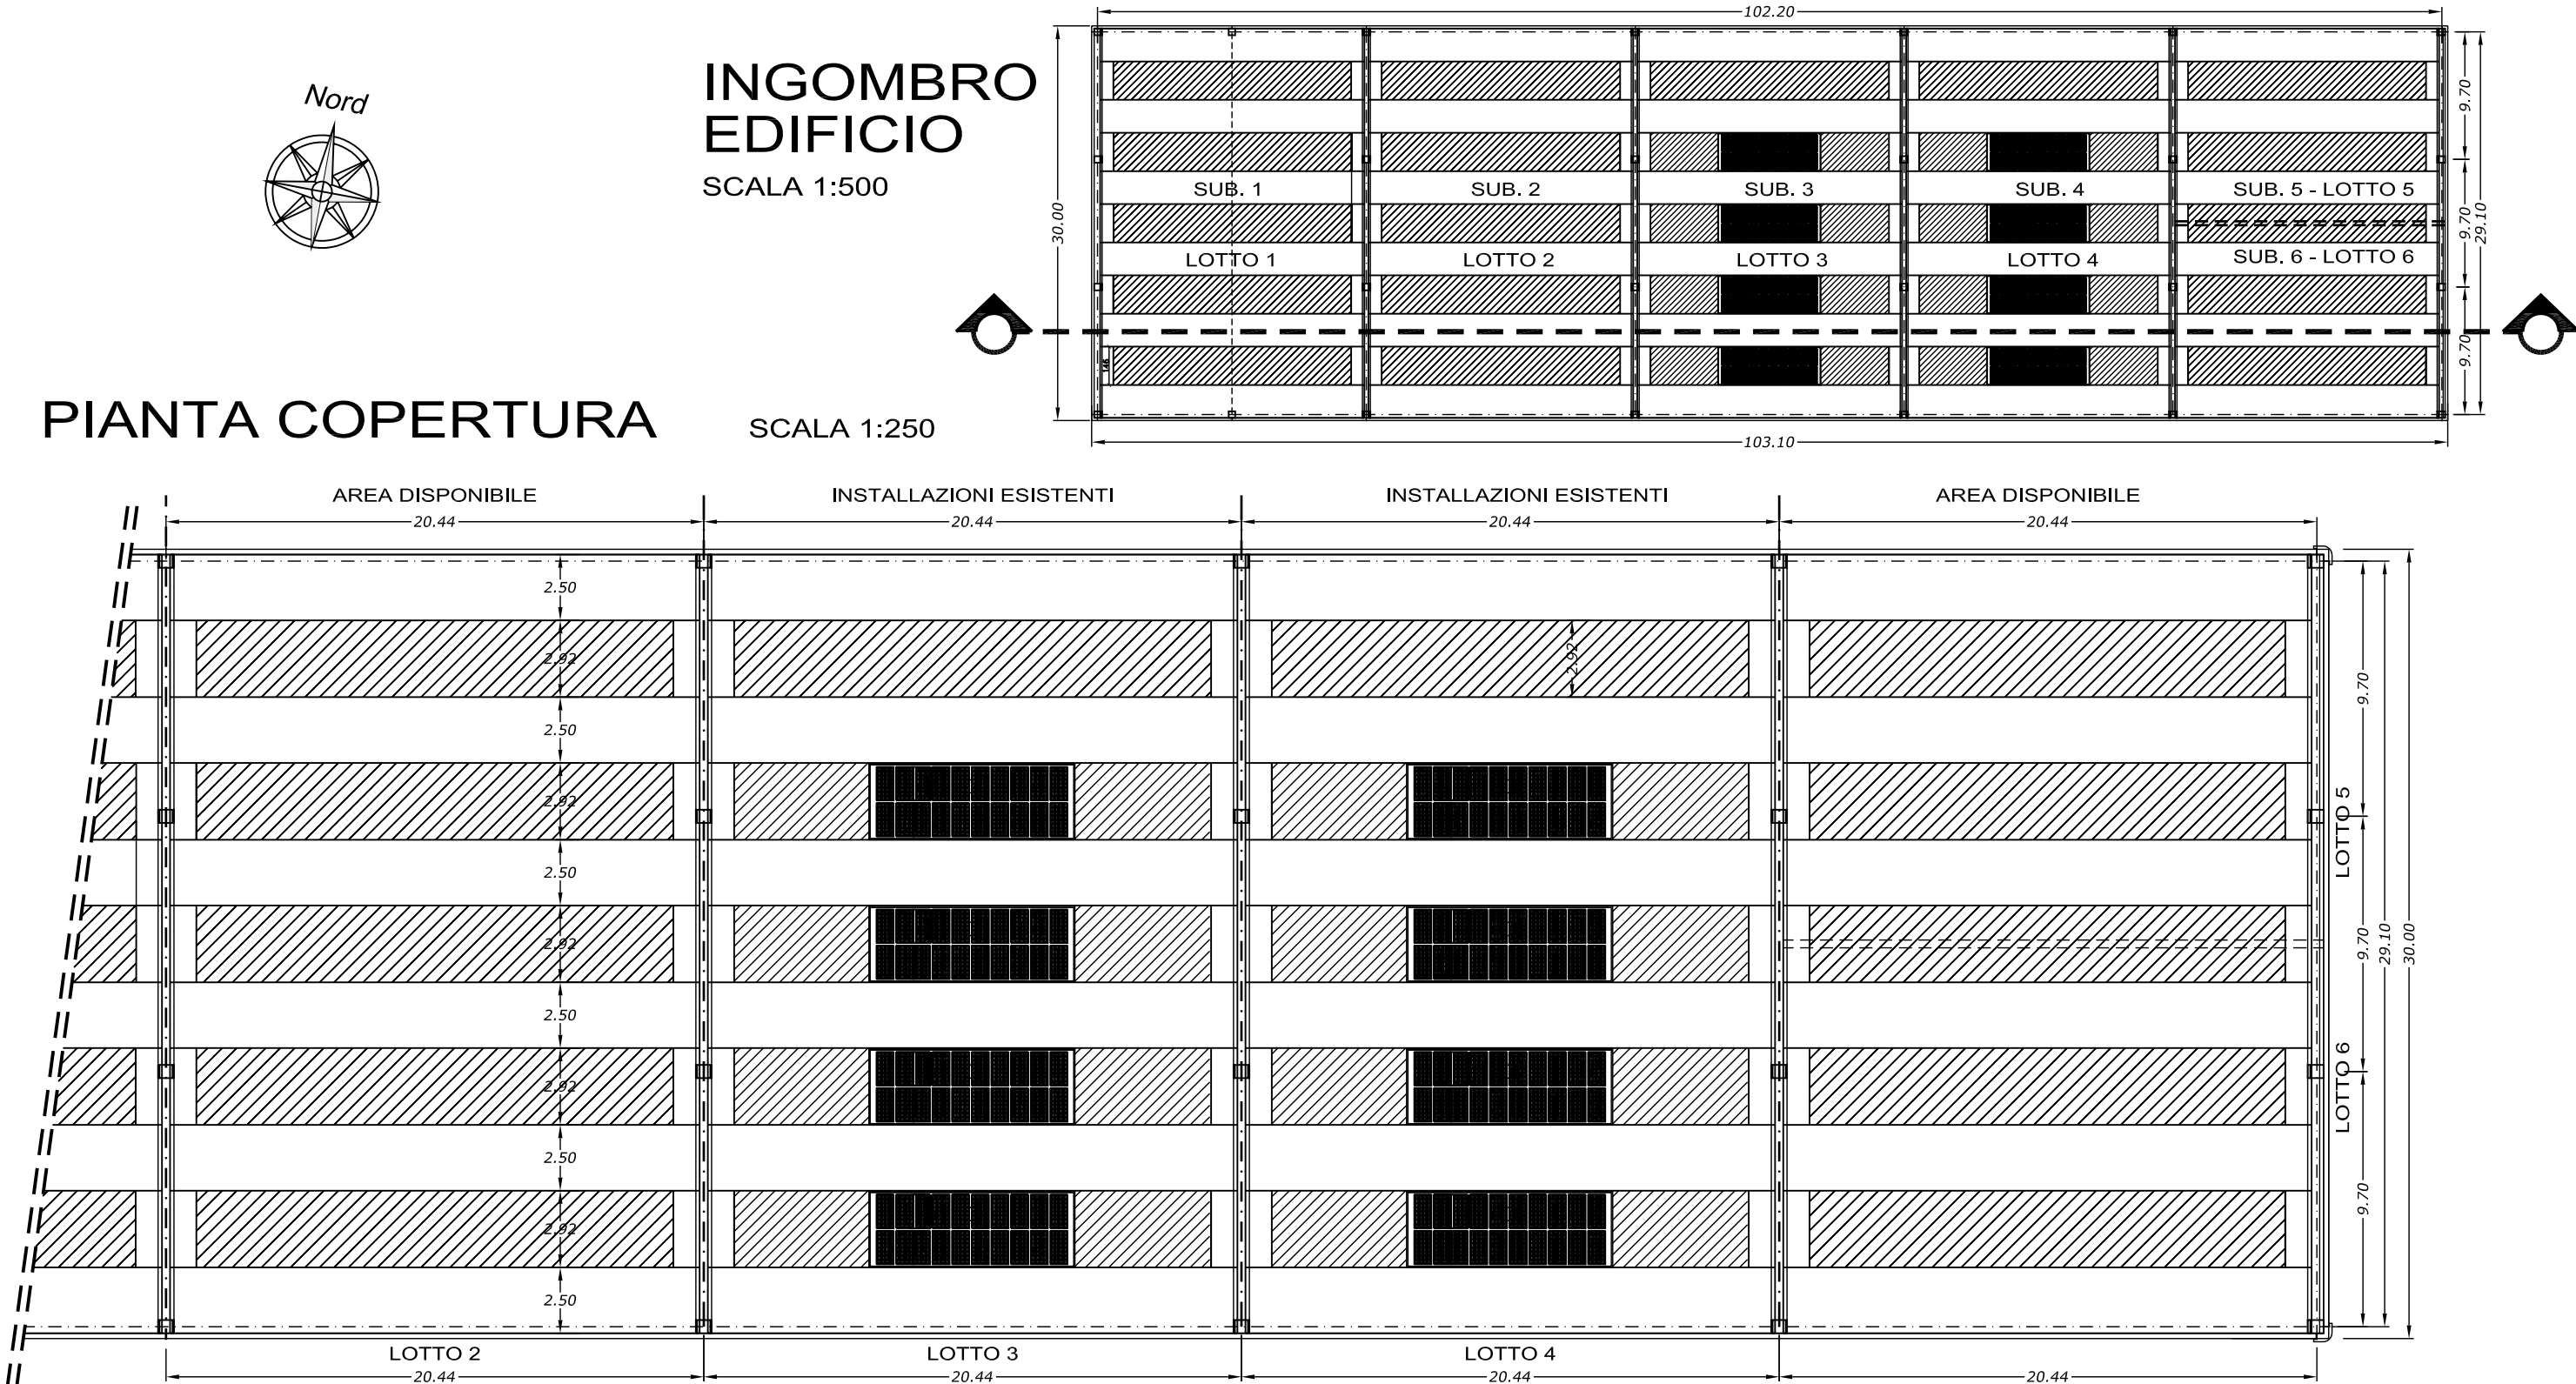 Nord
INGOMBRO
EDIFICIO
SCALA 1:500
102.20
30.00
SUB. 1
SUB. 2
SUB. 3
SUB. 4
SUB. 5 - LOTTO 5
LOTTO 1
LOTTO 2
LOTTO 3
LOTTO 4
SUB. 6 - LOTTO 6
9.70
9.70
9.70
29.10
103.10
PIANTA COPERTURA
SCALA 1:250
AREA DISPONIBILE
INSTALLAZIONI ESISTENTI
INSTALLAZIONI ESISTENTI
AREA DISPONIBILE
20.44
20.44
20.44
20.44
2.50
2.92
2.92
2.50
2.92
2.50
2.92
2.50
2.92
2.50
2.92
2.50
9.70
9.70
9.70
29.10
30.00
LOTTO 5
LOTTO 6
LOTTO 2
LOTTO 3
LOTTO 4
20.44
20.44
20.44
20.44